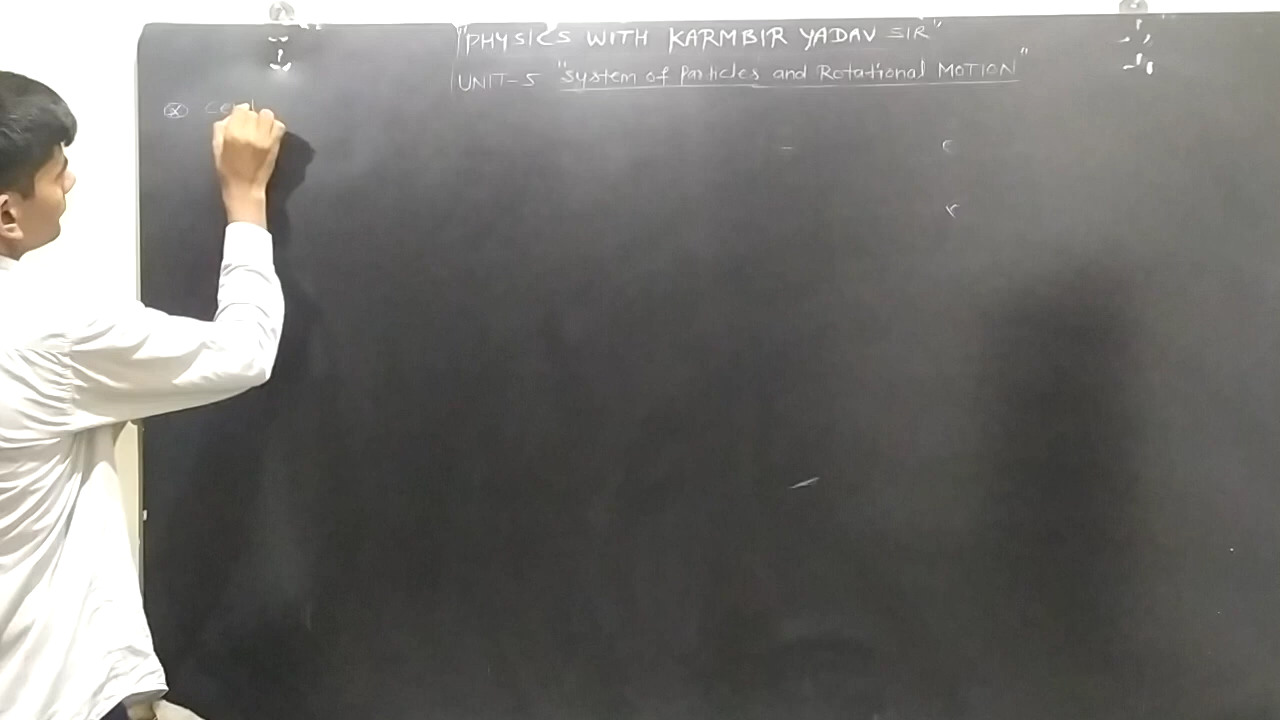 "PHYSICS WITH KARMBIR YADAV SIR"
UNIT-5 "System of Particles and Rotational MOTION"